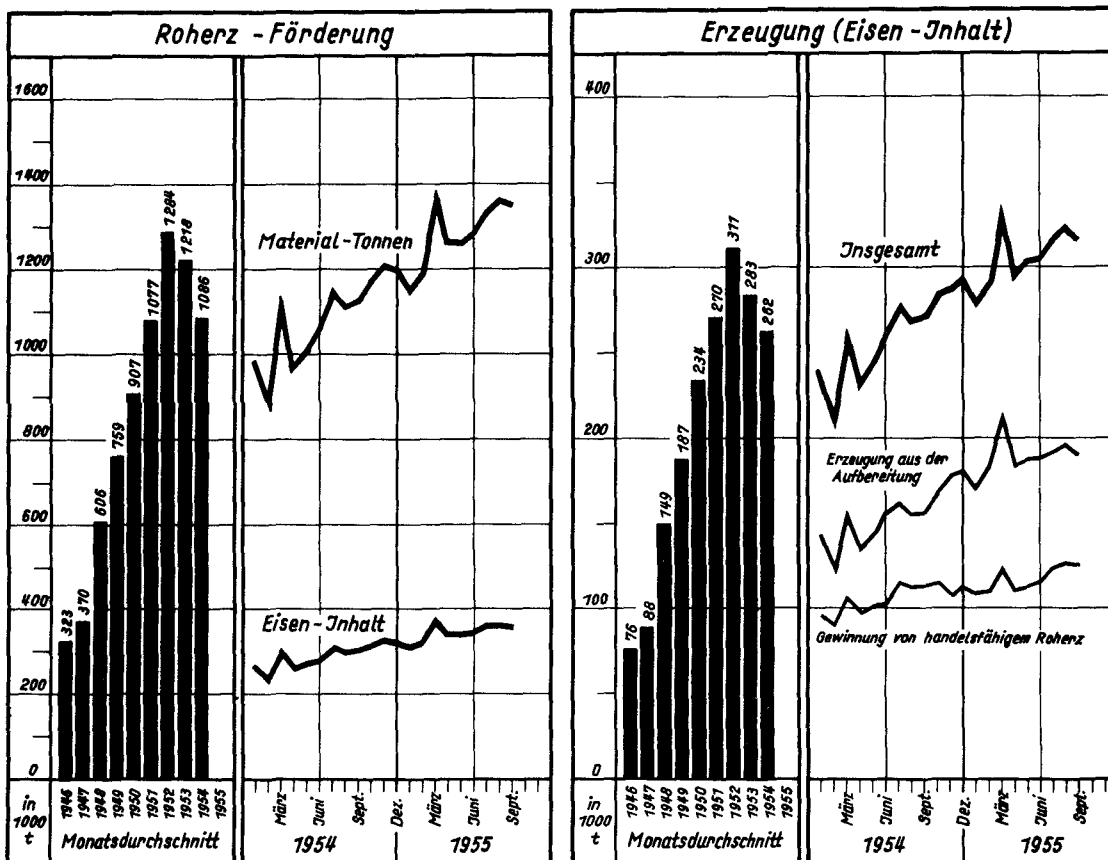 Roherz - Förderung
1600
1400
1200
1000
800
600
400
200
0
in
1000
t
323
370
606
759
907
1077
1284
1218
1086
1946
1947
1948
1949
1950
1951
1952
1953
1954
1955
Monatsdurchschnitt
Material-Tonnen
Eisen-Inhalt
März
Juni
Sept.
Dez.
März
Juni
Sept.
1954
1955
Erzeugung (Eisen-Inhalt)
400
300
200
100
0
in
1000
t
76
88
149
187
234
270
311
283
262
1946
1947
1948
1949
1950
1951
1952
1953
1954
1955
Monatsdurchschnitt
Insgesamt
Erzeugung aus der
Aufbereitung
Gewinnung von handelsfähigem Roherz
März
Juni
Sept.
Dez.
März
Juni
Sept.
1954
1955